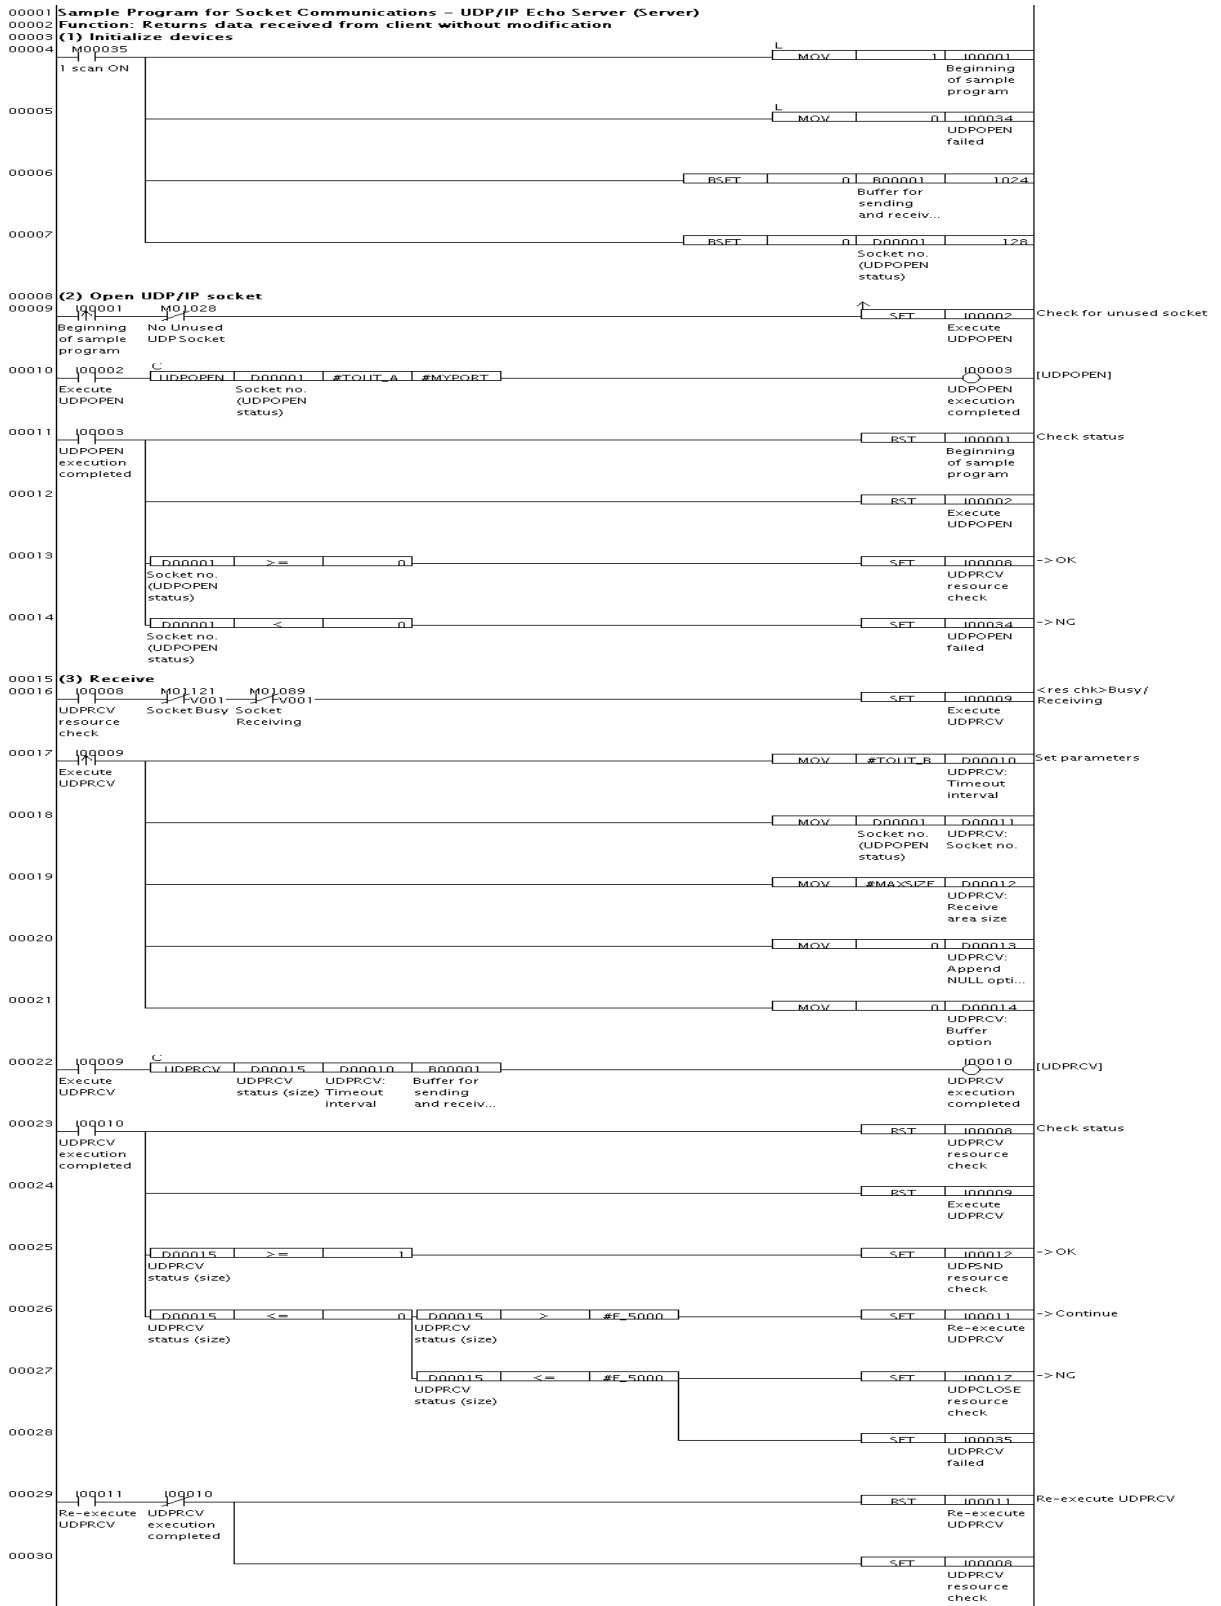 00001 Sample Program for Socket Communications – UDP/IP Echo Server (Server)
00002 Function: Returns data received from client without modification
00003 (1) Initialize devices
00004 M00035 L MOV 1 I00001
1 scan ON Beginning
of sample
program
00005 L MOV 0 I00034
UDPOPEN
failed
00006 BSET 0 B00001 1024
Buffer for
sending
and receiv...
00007 BSET 0 D00001 128
Socket no.
(UDPOPEN
status)
00008 (2) Open UDP/IP socket
00009 I00001 M01028 SET I00002 Check for unused socket
Beginning No Unused Execute
of sample UDP Socket UDPOPEN
program
00010 I00002 C UDPOPEN D00001 #TOUT_A #MYPORT I00003 [UDPOPEN]
Execute Socket no. UDPOPEN
UDPOPEN (UDPOPEN execution
status) completed
00011 I00003 RST I00001 Check status
UDPOPEN Beginning
execution of sample
completed program
00012 RST I00002
Execute
UDPOPEN
00013 D00001 >= 0 SET I00008 ->OK
Socket no. UDPRCV
(UDPOPEN resource
status) check
00014 D00001 < 0 SET I00034 ->NG
Socket no. UDPOPEN
(UDPOPEN failed
status)
00015 (3) Receive
00016 I00008 M01121 V001 M01089 V001 SET I00009 <res chk>Busy/
Receiving
UDPRCV Socket Busy Socket Execute
resource Receiving UDPRCV
check
00017 I00009 MOV #TOUT_B D00010 Set parameters
Execute UDPRCV:
UDPRCV Timeout
interval
00018 MOV D00001 D00011
Socket no. UDPRCV:
(UDPOPEN Socket no.
status)
00019 MOV #MAXSIZE D00012
UDPRCV:
Receive
area size
00020 MOV 0 D00013
UDPRCV:
Append
NULL opti...
00021 MOV 0 D00014
UDPRCV:
Buffer
option
00022 I00009 C UDPRCV D00015 D00010 B00001 I00010 [UDPRCV]
Execute UDPRCV UDPRCV: Buffer for UDPRCV
UDPRCV status (size) Timeout sending execution
interval and receiv... completed
00023 I00010 RST I00008 Check status
UDPRCV UDPRCV
execution resource
completed check
00024 RST I00009
Execute
UDPRCV
00025 D00015 >= 1 SET I00012 ->OK
UDPRCV UDPSND
status (size) resource
check
00026 D00015 <= 0 D00015 > #E_5000 SET I00011 ->Continue
UDPRCV UDPRCV Re-execute
status (size) status (size) UDPRCV
00027 D00015 <= #E_5000 SET I00017 ->NG
UDPRCV UDPCLOSE
status (size) resource
check
00028 SET I00035
UDPRCV
failed
00029 I00011 I00010 RST I00011 Re-execute UDPRCV
Re-execute UDPRCV Re-execute
UDPRCV execution UDPRCV
completed
00030 SET I00008
UDPRCV
resource
check